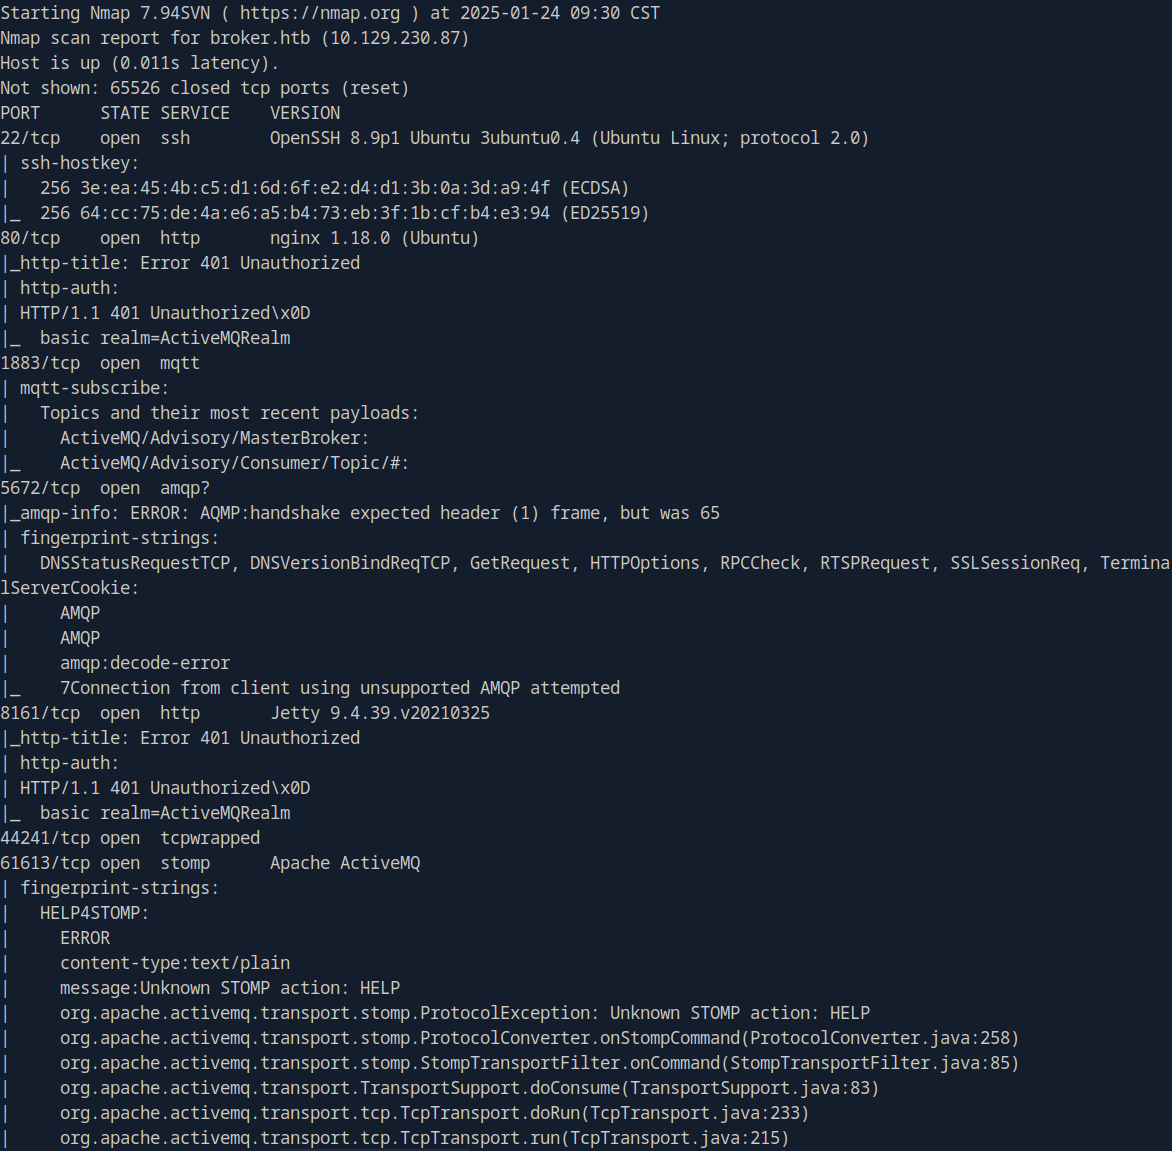 Starting Nmap 7.94SVN ( https://nmap.org ) at 2025-01-24 09:30 CST
Nmap scan report for broker.htb (10.129.230.87)
Host is up (0.011s latency).
Not shown: 65526 closed tcp ports (reset)
PORT      STATE SERVICE    VERSION
22/tcp    open  ssh        OpenSSH 8.9p1 Ubuntu 3ubuntu0.4 (Ubuntu Linux; protocol 2.0)
| ssh-hostkey:
|   256 3e:ea:45:4b:c5:d1:6d:6f:e2:d4:d1:3b:0a:3d:a9:4f (ECDSA)
|_  256 64:cc:75:de:4a:e6:a5:b4:73:eb:3f:1b:cf:b4:e3:94 (ED25519)
80/tcp    open  http       nginx 1.18.0 (Ubuntu)
|_http-title: Error 401 Unauthorized
| http-auth:
| HTTP/1.1 401 Unauthorized\x0D
|_  basic realm=ActiveMQRealm
1883/tcp  open  mqtt
| mqtt-subscribe:
|   Topics and their most recent payloads:
|     ActiveMQ/Advisory/MasterBroker:
|_    ActiveMQ/Advisory/Consumer/Topic/#:
5672/tcp  open  amqp?
|_amqp-info: ERROR: AQMP:handshake expected header (1) frame, but was 65
| fingerprint-strings:
|   DNSStatusRequestTCP, DNSVersionBindReqTCP, GetRequest, HTTPOptions, RPCCheck, RTSPRequest, SSLSessionReq, Termina
lServerCookie:
|     AMQP
|     AMQP
|     amqp:decode-error
|_    7Connection from client using unsupported AMQP attempted
8161/tcp  open  http       Jetty 9.4.39.v20210325
|_http-title: Error 401 Unauthorized
| http-auth:
| HTTP/1.1 401 Unauthorized\x0D
|_  basic realm=ActiveMQRealm
44241/tcp open  tcpwrapped
61613/tcp open  stomp      Apache ActiveMQ
| fingerprint-strings:
|   HELP4STOMP:
|     ERROR
|     content-type:text/plain
|     message:Unknown STOMP action: HELP
|     org.apache.activemq.transport.stomp.ProtocolException: Unknown STOMP action: HELP
|     org.apache.activemq.transport.stomp.ProtocolConverter.onStompCommand(ProtocolConverter.java:258)
|     org.apache.activemq.transport.stomp.StompTransportFilter.onCommand(StompTransportFilter.java:85)
|     org.apache.activemq.transport.TransportSupport.doConsume(TransportSupport.java:83)
|     org.apache.activemq.transport.tcp.TcpTransport.doRun(TcpTransport.java:233)
|     org.apache.activemq.transport.tcp.TcpTransport.run(TcpTransport.java:215)